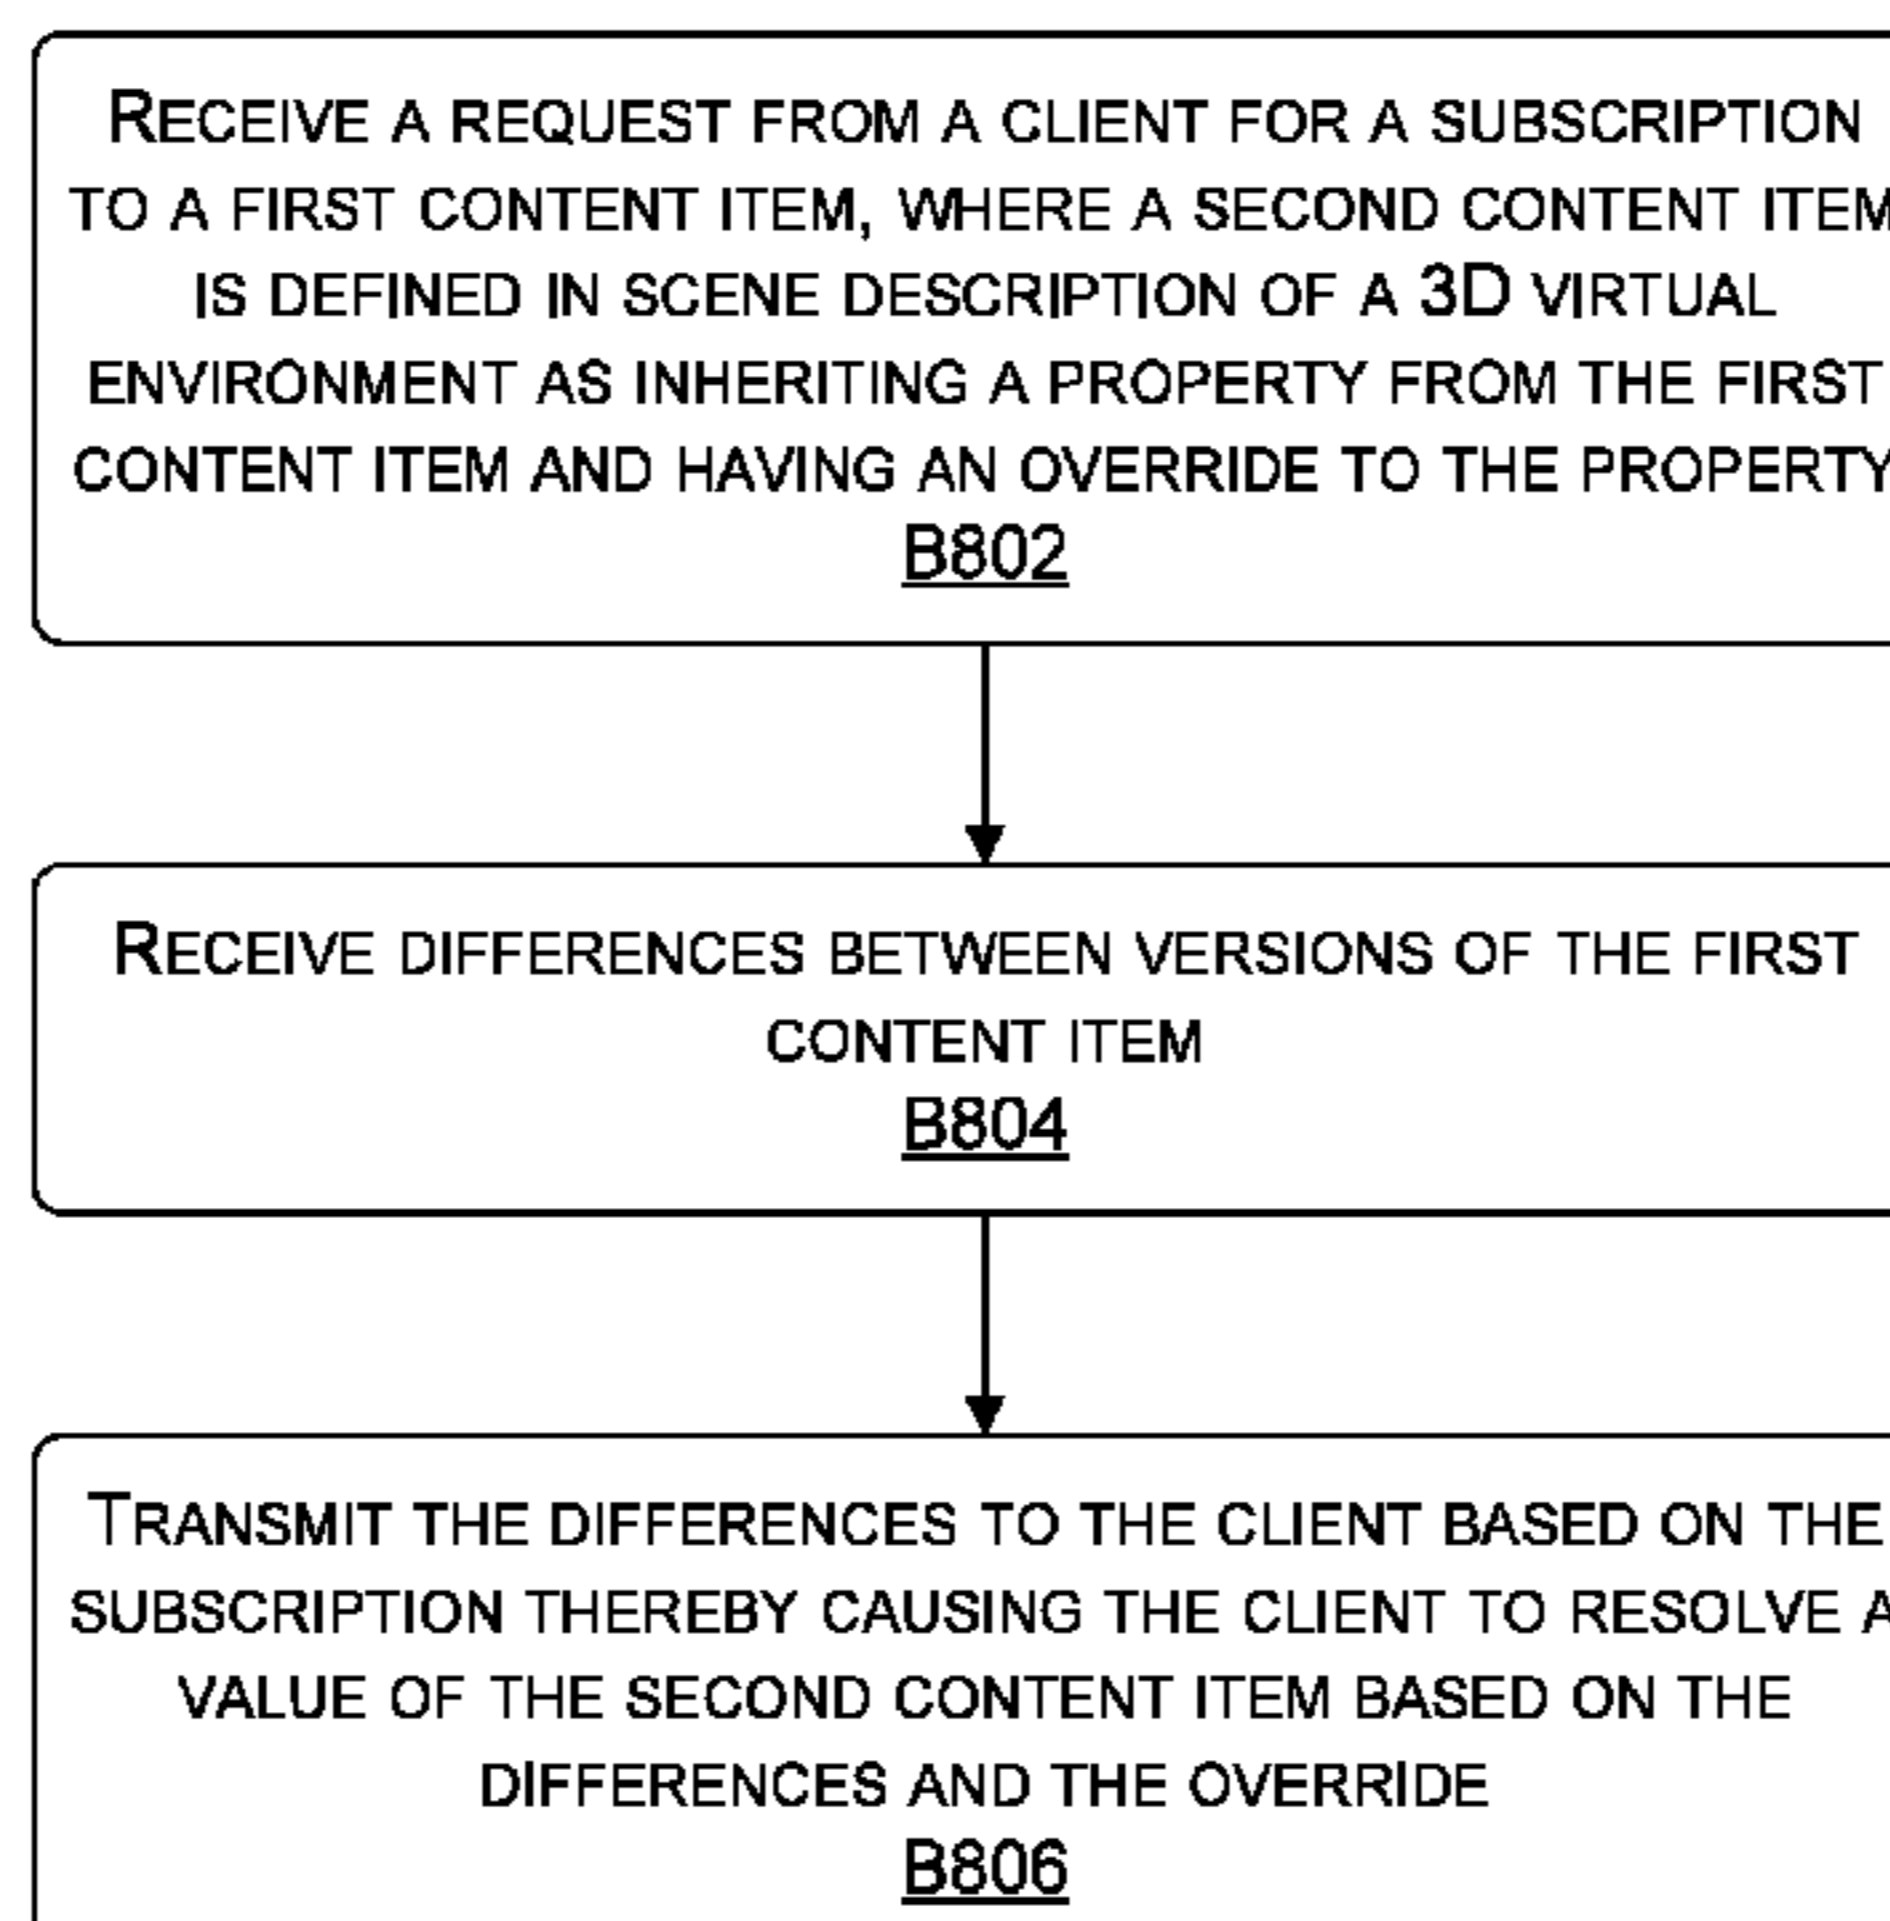 RECEIVE A REQUEST FROM A CLIENT FOR A SUBSCRIPTION
TO A FIRST CONTENT ITEM, WHERE A SECOND CONTENT ITEM
IS DEFINED IN SCENE DESCRIPTION OF A 3D VIRTUAL
ENVIRONMENT AS INHERITING A PROPERTY FROM THE FIRST
CONTENT ITEM AND HAVING AN OVERRIDE TO THE PROPERTY
B802
RECEIVE DIFFERENCES BETWEEN VERSIONS OF THE FIRST
CONTENT ITEM
B804
TRANSMIT THE DIFFERENCES TO THE CLIENT BASED ON THE
SUBSCRIPTION THEREBY CAUSING THE CLIENT TO RESOLVE A
VALUE OF THE SECOND CONTENT ITEM BASED ON THE
DIFFERENCES AND THE OVERRIDE
B806